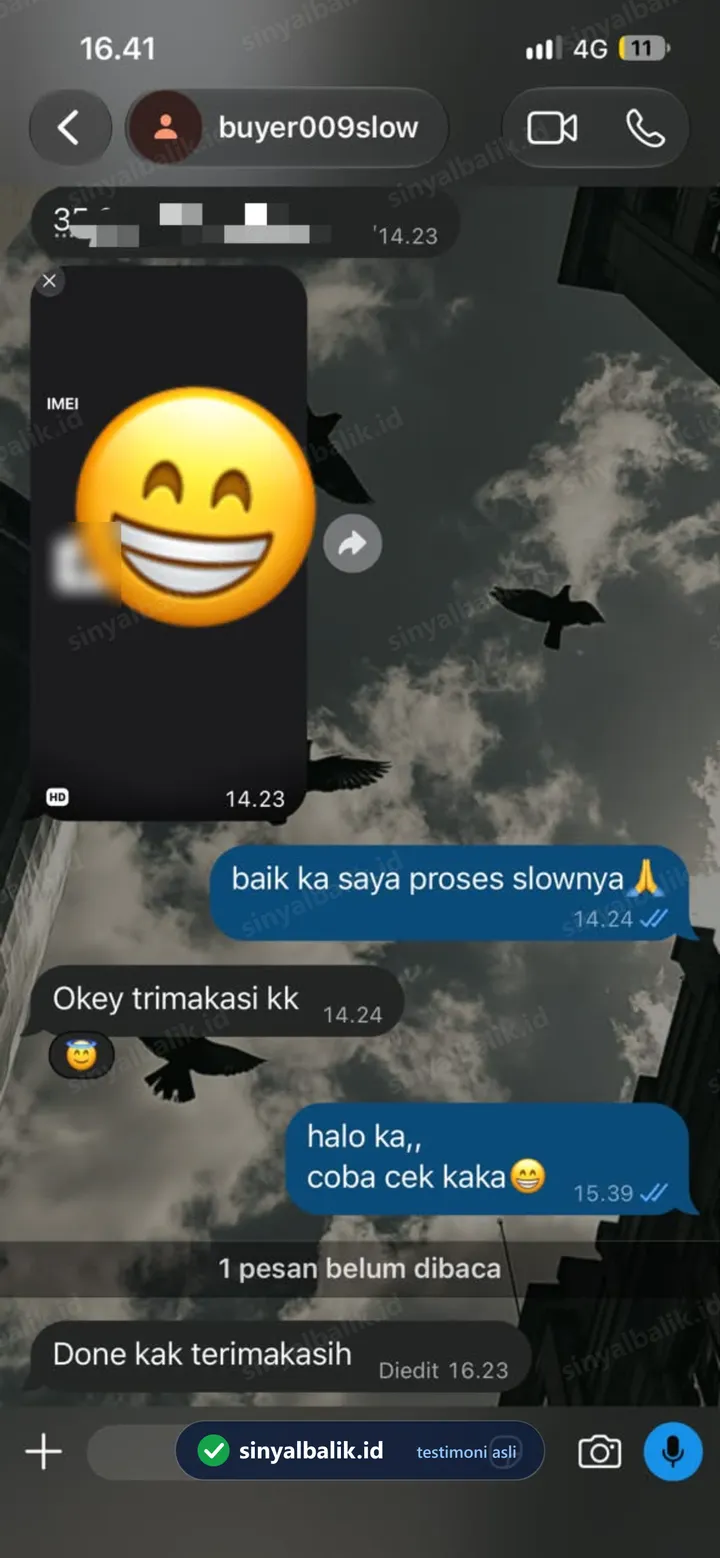 16.41
4G 11
buyer009slow
14.23
IMEI
HD
14.23
baik ka saya proses slownya🙏
14.24
Okey trimakasi kk
14.24
😇
halo ka,,
coba cek kaka😁
15.39
1 pesan belum dibaca
Done kak terimakasih
Diedit 16.23
sinyalbalik.id testimoni asli